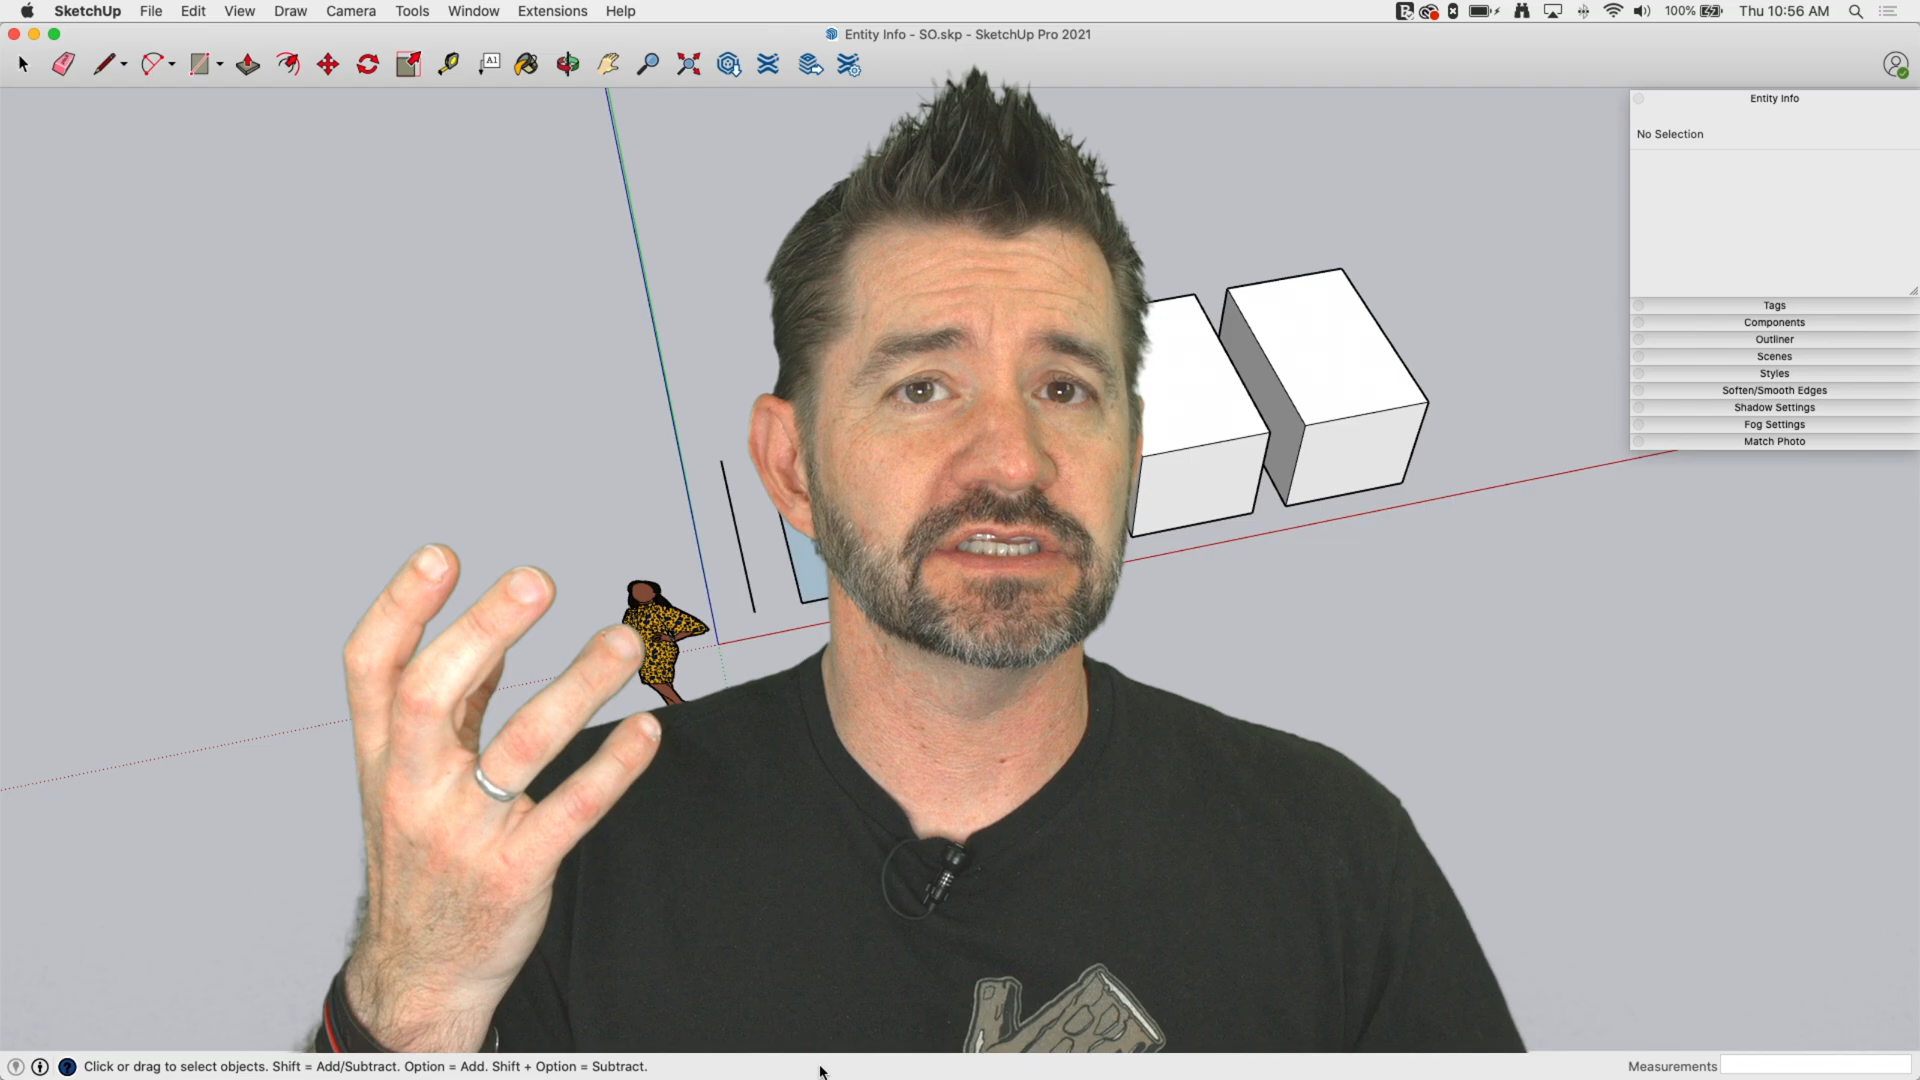 SketchUp File Edit View Draw Camera Tools Window Extensions Help 100% Thu 10:56 AM
Entity Info - SO.skp - SketchUp Pro 2021
A1
Entity Info
No Selection
Tags
Components
Outliner
Scenes
Styles
Soften/Smooth Edges
Shadow Settings
Fog Settings
Match Photo
Click or drag to select objects. Shift = Add/Subtract. Option = Add. Shift + Option = Subtract.
Measurements